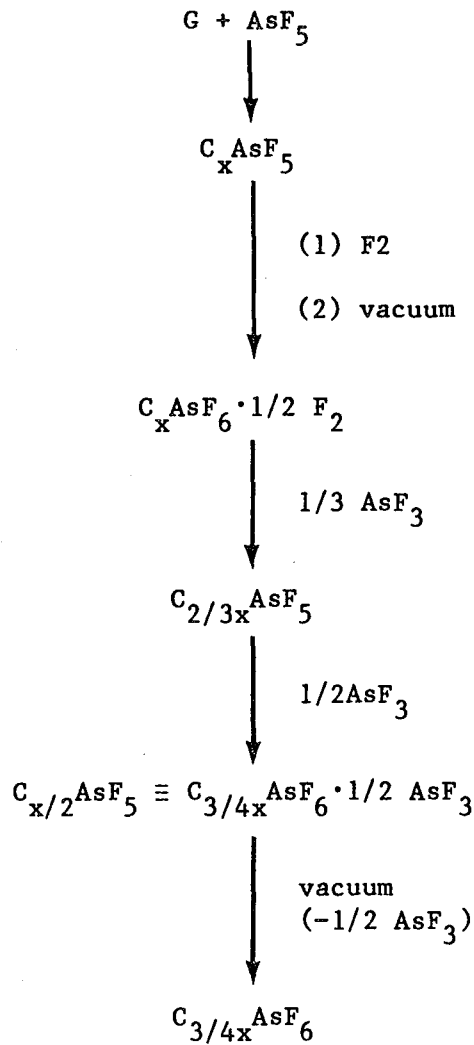 G + AsF5
CxAsF5
(1) F2
(2) vacuum
CxAsF6·1/2 F2
1/3 AsF3
C2/3xAsF5
1/2AsF3
Cx/2AsF5 ≡ C3/4xAsF6·1/2 AsF3
vacuum
(-1/2 AsF3)
C3/4xAsF6